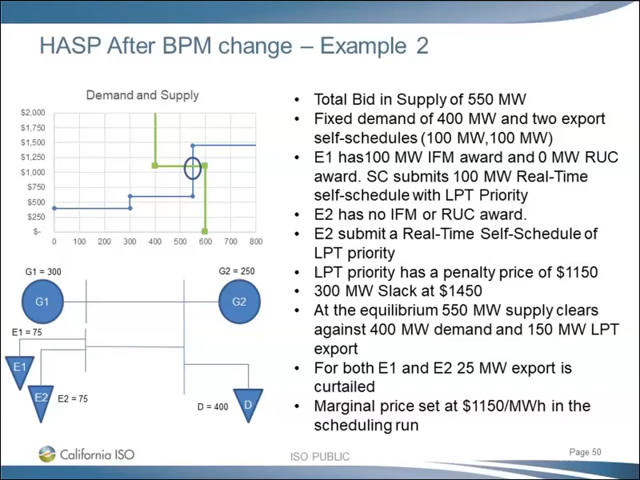 HASP After BPM change – Example 2
Demand and Supply
$2,000
$1,750
$1,500
$1,250
$1,000
$750
$500
$250
$-
0 100 200 300 400 500 600 700 800
G1 = 300
G2 = 250
G1
G2
E1 = 75
E1
E2
E2 = 75
D = 400
D
• Total Bid in Supply of 550 MW
• Fixed demand of 400 MW and two export
self-schedules (100 MW,100 MW)
• E1 has100 MW IFM award and 0 MW RUC
award. SC submits 100 MW Real-Time
self-schedule with LPT Priority
• E2 has no IFM or RUC award.
• E2 submit a Real-Time Self-Schedule of
LPT priority
• LPT priority has a penalty price of $1150
• 300 MW Slack at $1450
• At the equilibrium 550 MW supply clears
against 400 MW demand and 150 MW LPT
export
• For both E1 and E2 25 MW export is
curtailed
• Marginal price set at $1150/MWh in the
scheduling run
California ISO
ISO PUBLIC
Page 50